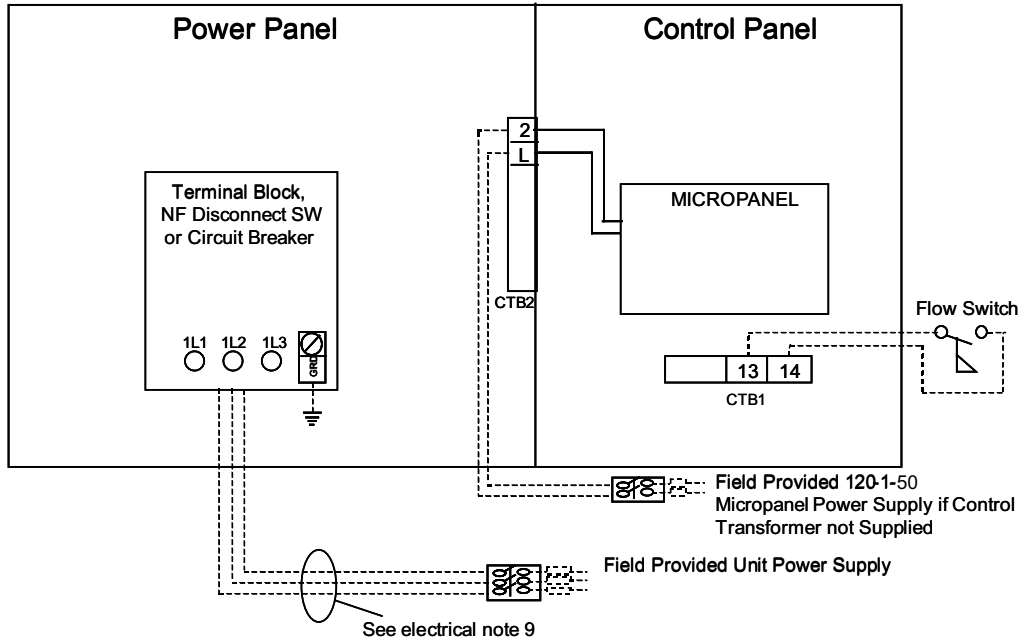 Power Panel
Control Panel
2
L
Terminal Block,
NF Disconnect SW
or Circuit Breaker
MICROPANEL
CTB2
Flow Switch
1L1 1L2 1L3
GRD
13 14
CTB1
Field Provided 120-1-50
Micropanel Power Supply if Control
Transformer not Supplied
Field Provided Unit Power Supply
See electrical note 9